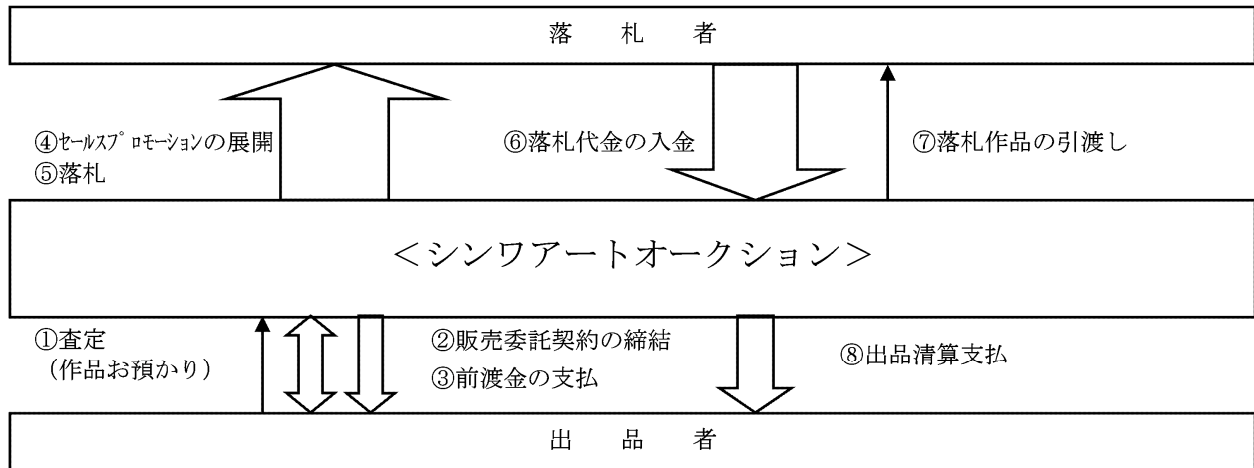 落　札　者
④ｾｰﾙｽﾌﾟﾛﾓｰｼｮﾝの展開
⑤落札
⑥落札代金の入金
⑦落札作品の引渡し
＜シンワアートオークション＞
①査定
（作品お預かり）
②販売委託契約の締結
③前渡金の支払
⑧出品清算支払
出　品　者